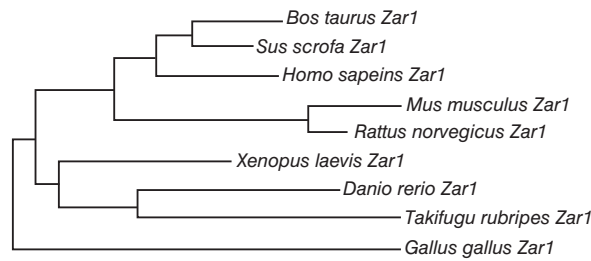 Bos taurus Zar1
Sus scrofa Zar1
Homo sapeins Zar1
Mus musculus Zar1
Rattus norvegicus Zar1
Xenopus laevis Zar1
Danio rerio Zar1
Takifugu rubripes Zar1
Gallus gallus Zar1